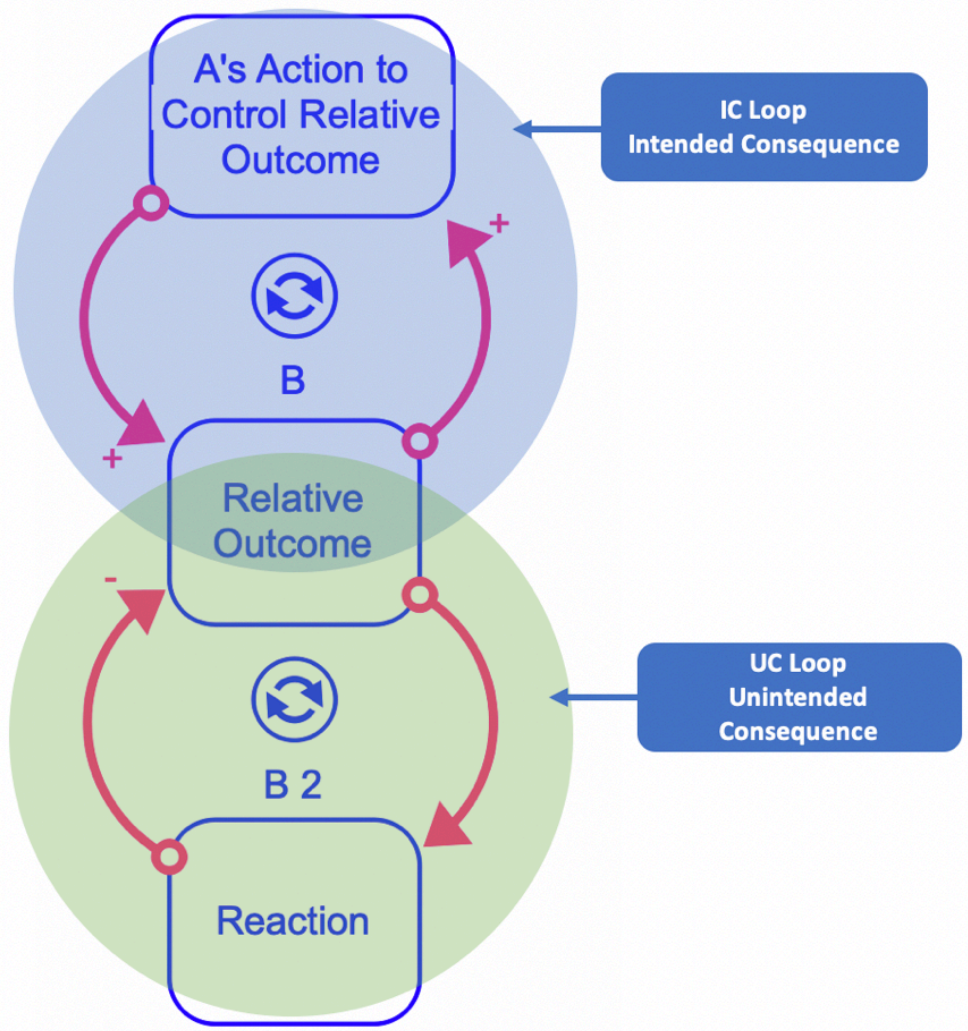 A's Action to
Control Relative
Outcome
IC Loop
Intended Consequence
+
B
+
Relative
Outcome
-
UC Loop
Unintended
Consequence
B 2
Reaction